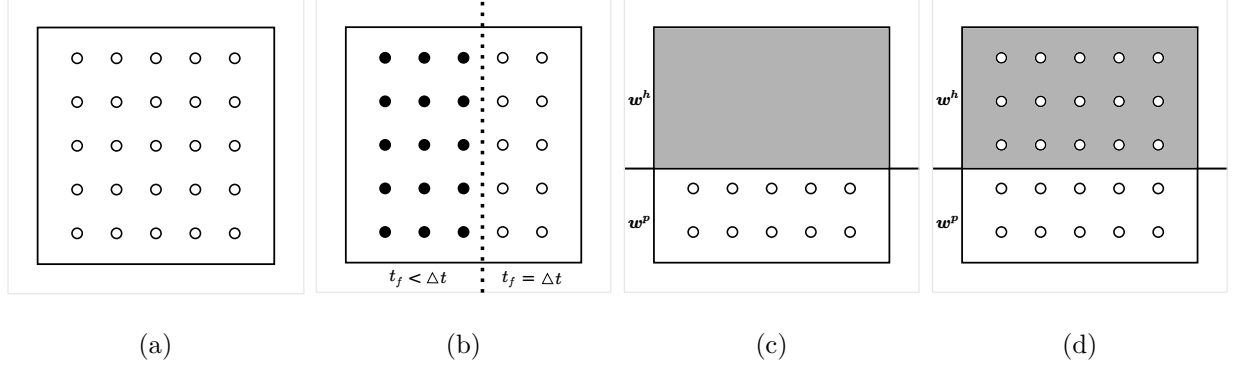 w^h
w^h
w^p
w^p
t_f < △t
t_f = △t
(a)
(b)
(c)
(d)